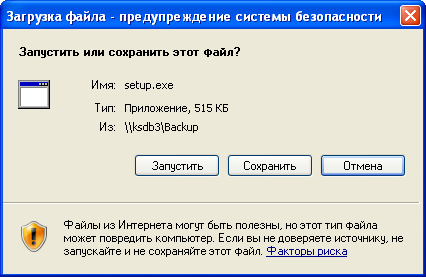 Загрузка файла - предупреждение системы безопасности
Запустить или сохранить этот файл?
Имя: setup.exe
Тип: Приложение, 515 КБ
Из: \\ksdb3\Backup
Запустить Сохранить Отмена
Файлы из Интернета могут быть полезны, но этот тип файла
может повредить компьютер. Если вы не доверяете источнику, не
запускайте и не сохраняйте этот файл. Факторы риска